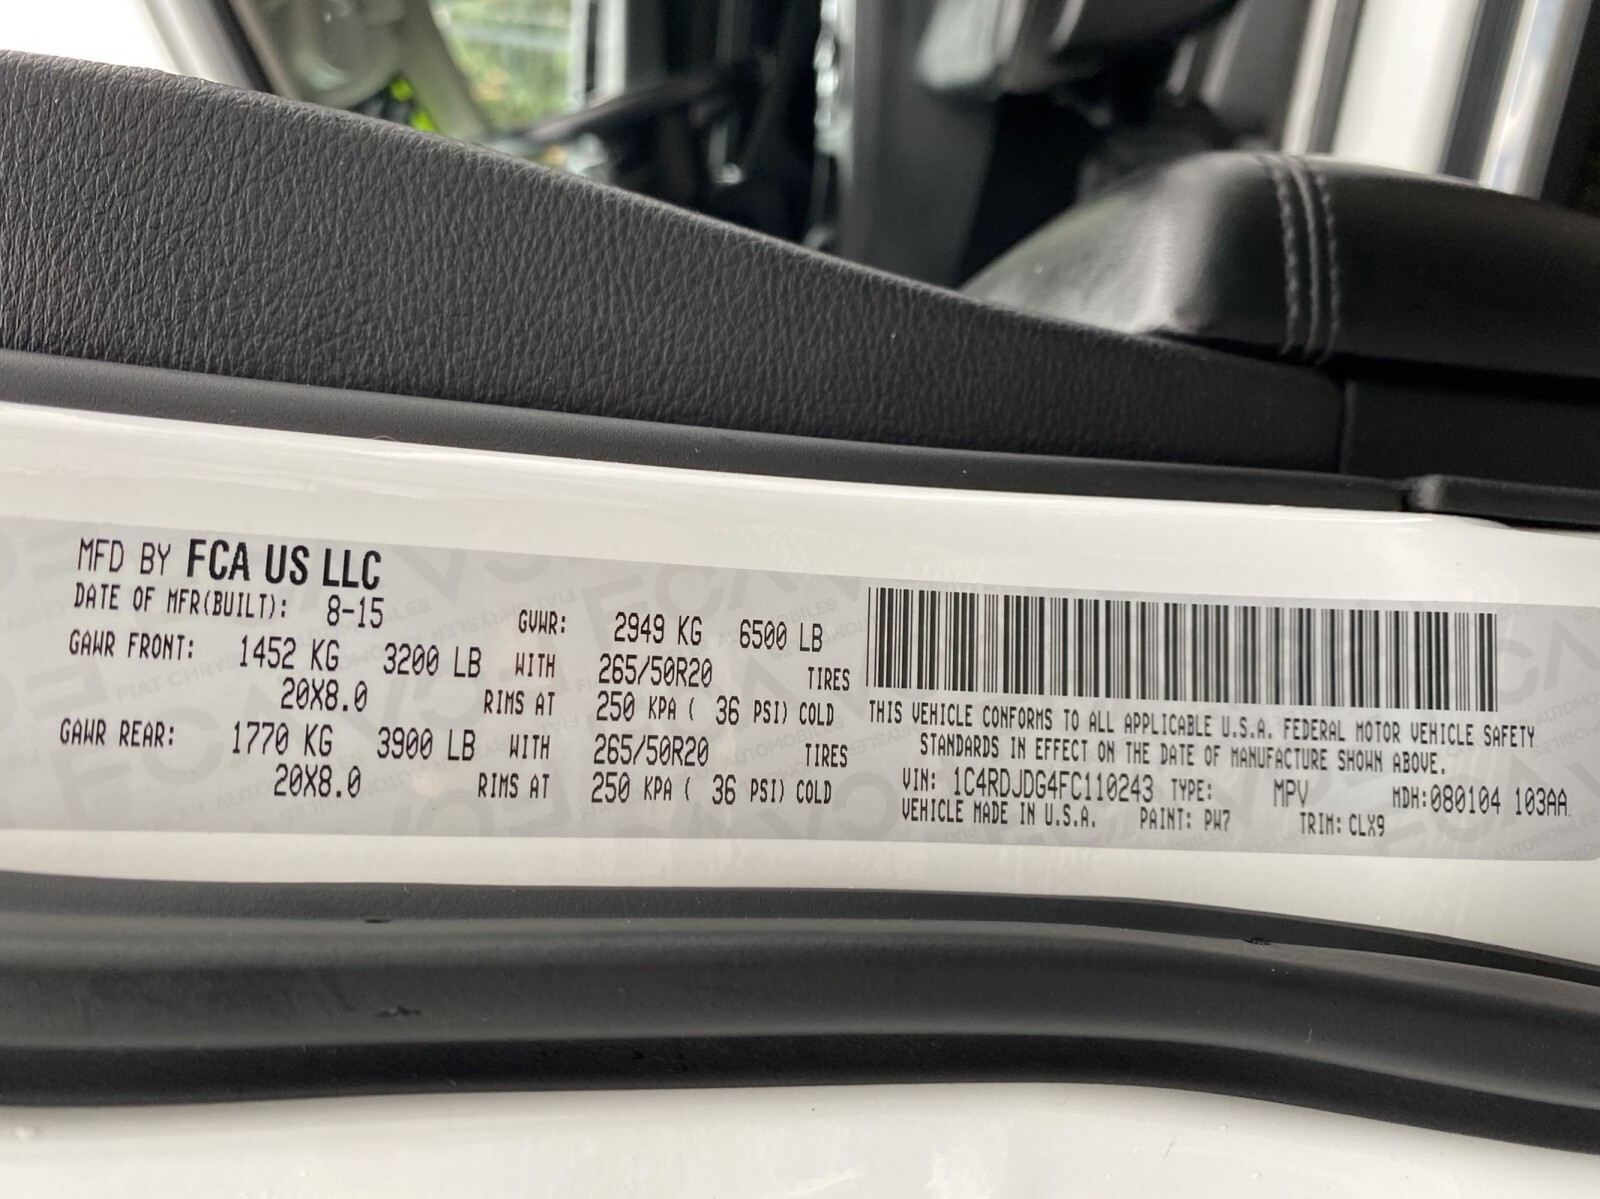 MFD BY FCA US LLC
DATE OF MFR(BUILT): 8-15
GVWR: 2949 KG 6500 LB
GAWR FRONT: 1452 KG 3200 LB WITH 265/50R20 TIRES
20X8.0 RIMS AT 250 KPA ( 36 PSI) COLD
GAWR REAR: 1770 KG 3900 LB WITH 265/50R20 TIRES
20X8.0 RIMS AT 250 KPA ( 36 PSI) COLD
THIS VEHICLE CONFORMS TO ALL APPLICABLE U.S.A. FEDERAL MOTOR VEHICLE SAFETY
STANDARDS IN EFFECT ON THE DATE OF MANUFACTURE SHOWN ABOVE.
VIN: 1C4RDJDG4FC110243 TYPE: MPV MDH:080104 103AA
VEHICLE MADE IN U.S.A. PAINT: PW7 TRIM: CLX9